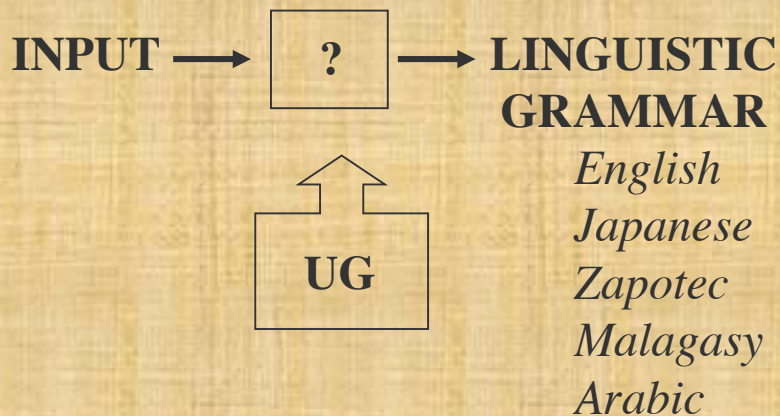 INPUT ? LINGUISTIC
GRAMMAR
English
Japanese
UG
Zapotec
Malagasy
Arabic